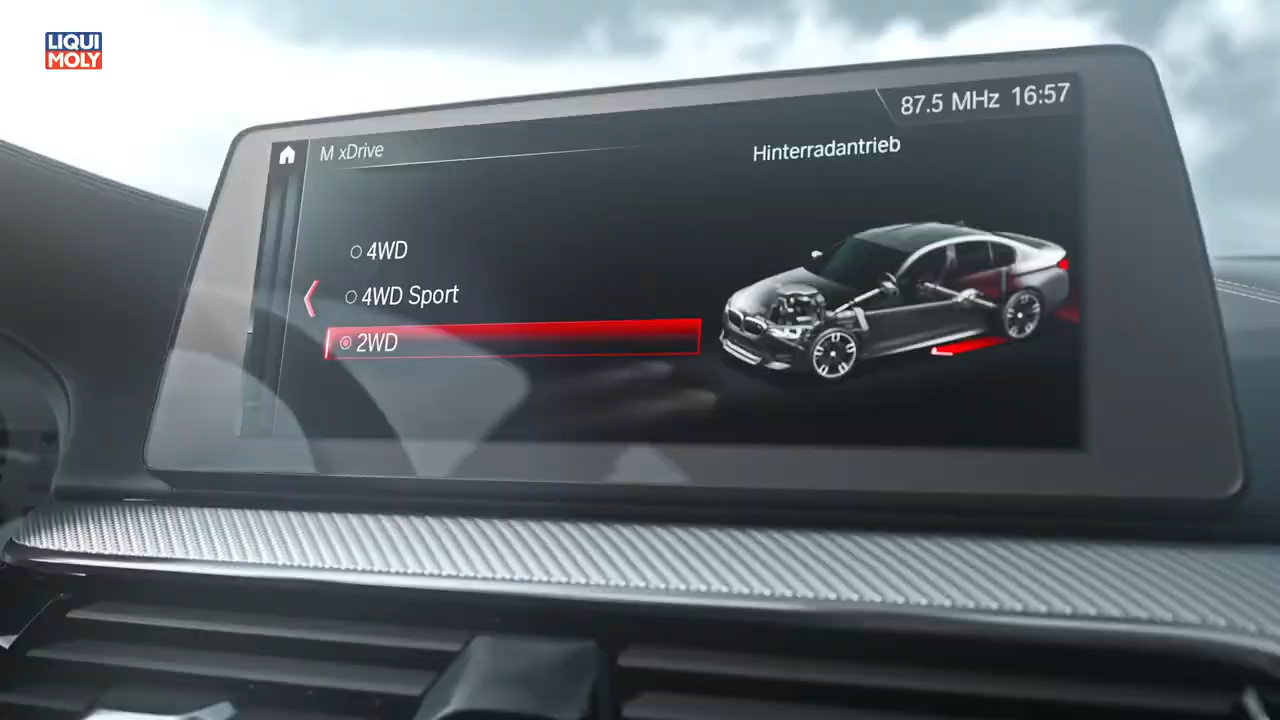 LIQUI
MOLY
87.5 MHz 16:57
M xDrive
Hinterradantrieb
4WD
4WD Sport
2WD